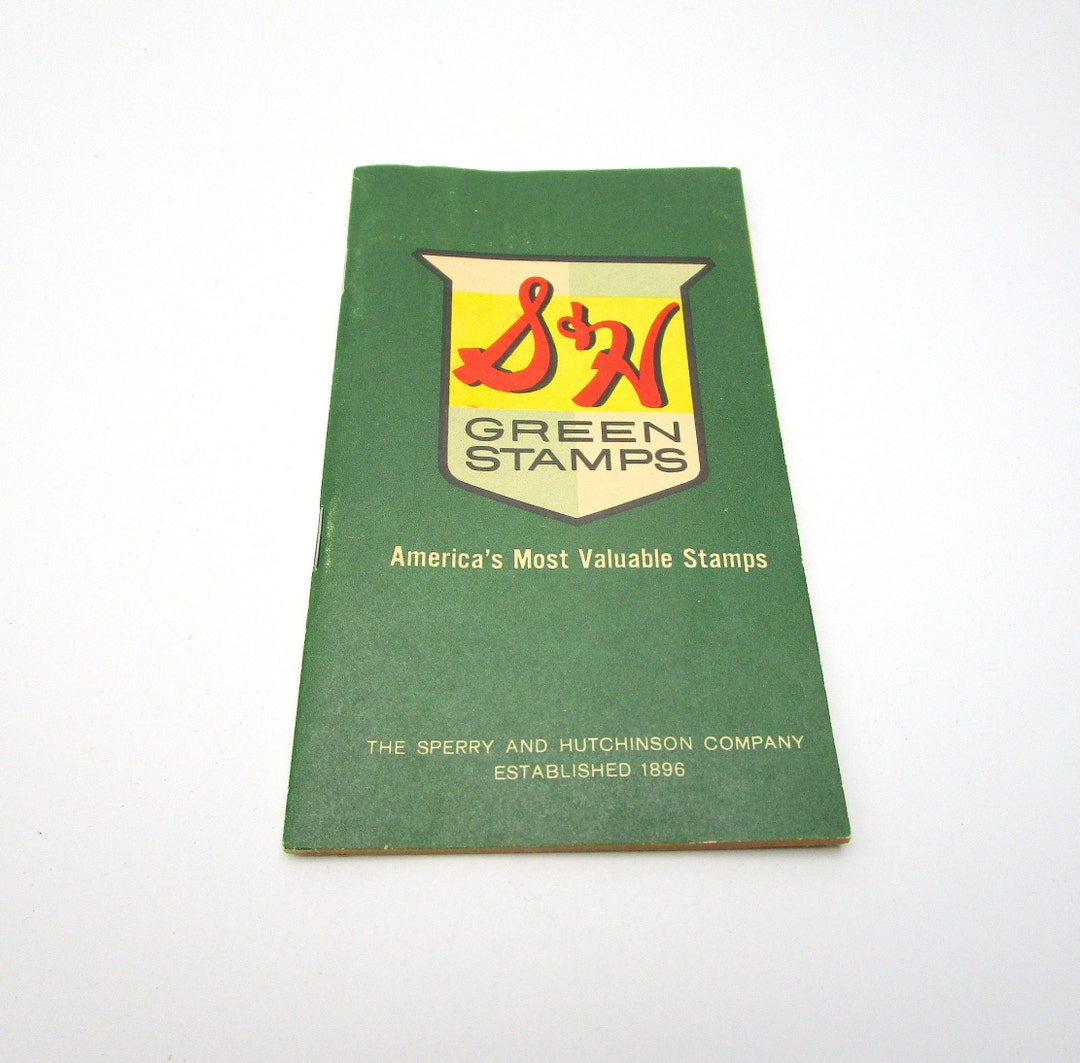 S&H
GREEN
STAMPS
America's Most Valuable Stamps
THE SPERRY AND HUTCHINSON COMPANY
ESTABLISHED 1896